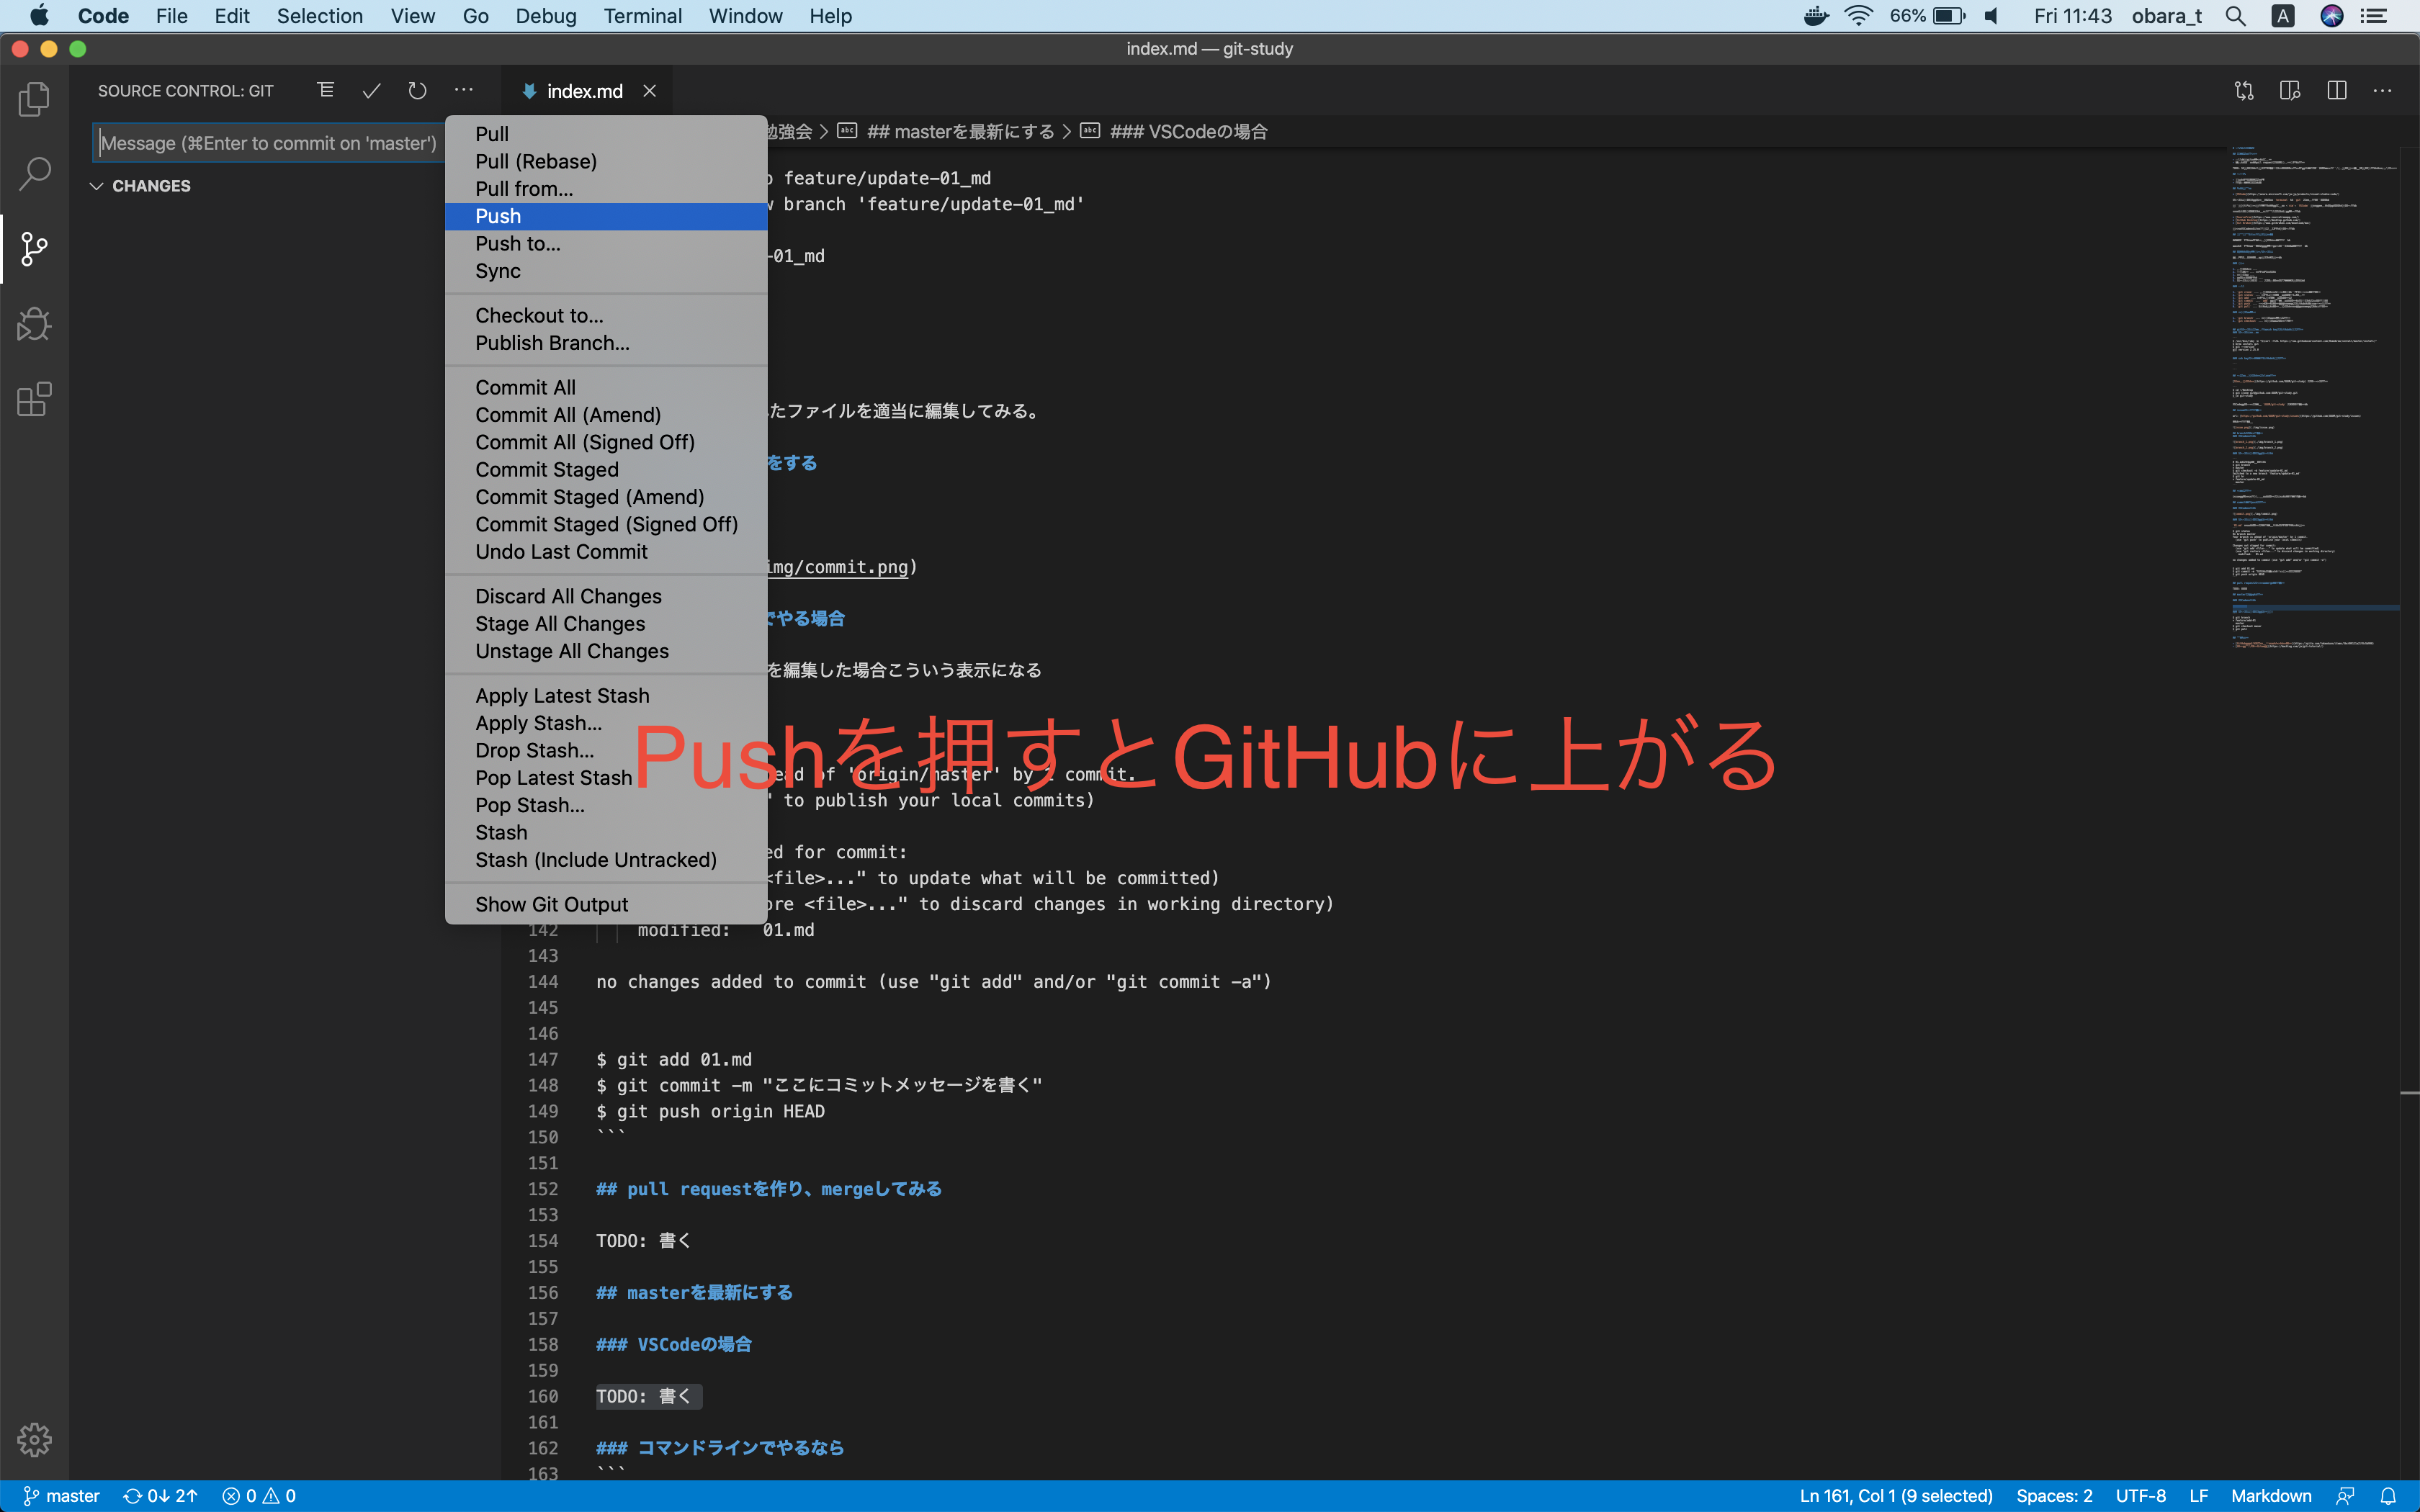 Code File Edit Selection View Go Debug Terminal Window Help 66% Fri 11:43 obara_t A
index.md — git-study
SOURCE CONTROL: GIT
index.md
Message (⌘Enter to commit on 'master')
CHANGES
Pull
Pull (Rebase)
Pull from...
Push
Push to...
Sync
Checkout to...
Publish Branch...
Commit All
Commit All (Amend)
Commit All (Signed Off)
Commit Staged
Commit Staged (Amend)
Commit Staged (Signed Off)
Undo Last Commit
Discard All Changes
Stage All Changes
Unstage All Changes
Apply Latest Stash
Apply Stash...
Drop Stash...
Pop Latest Stash
Pop Stash...
Stash
Stash (Include Untracked)
Show Git Output
勉強会 > abc ## masterを最新にする > abc ### VSCodeの場合
feature/update-01_md
branch 'feature/update-01_md'
-01_md
たファイルを適当に編集してみる。
をする
img/commit.png)
でやる場合
を編集した場合こういう表示になる
Pushを押すとGitHubに上がる
ead of 'origin/master' by 1 commit.
" to publish your local commits)
ed for commit:
<file>..." to update what will be committed)
ore <file>..." to discard changes in working directory)
142 modified: 01.md
143
144 no changes added to commit (use "git add" and/or "git commit -a")
145
146
147 $ git add 01.md
148 $ git commit -m "ここにコミットメッセージを書く"
149 $ git push origin HEAD
150 ```
151
152 ## pull requestを作り、mergeしてみる
153
154 TODO: 書く
155
156 ## masterを最新にする
157
158 ### VSCodeの場合
159
160 TODO: 書く
161
162 ### コマンドラインでやるなら
163 ```
master 0↓ 2↑ 0 0 Ln 161, Col 1 (9 selected) Spaces: 2 UTF-8 LF Markdown